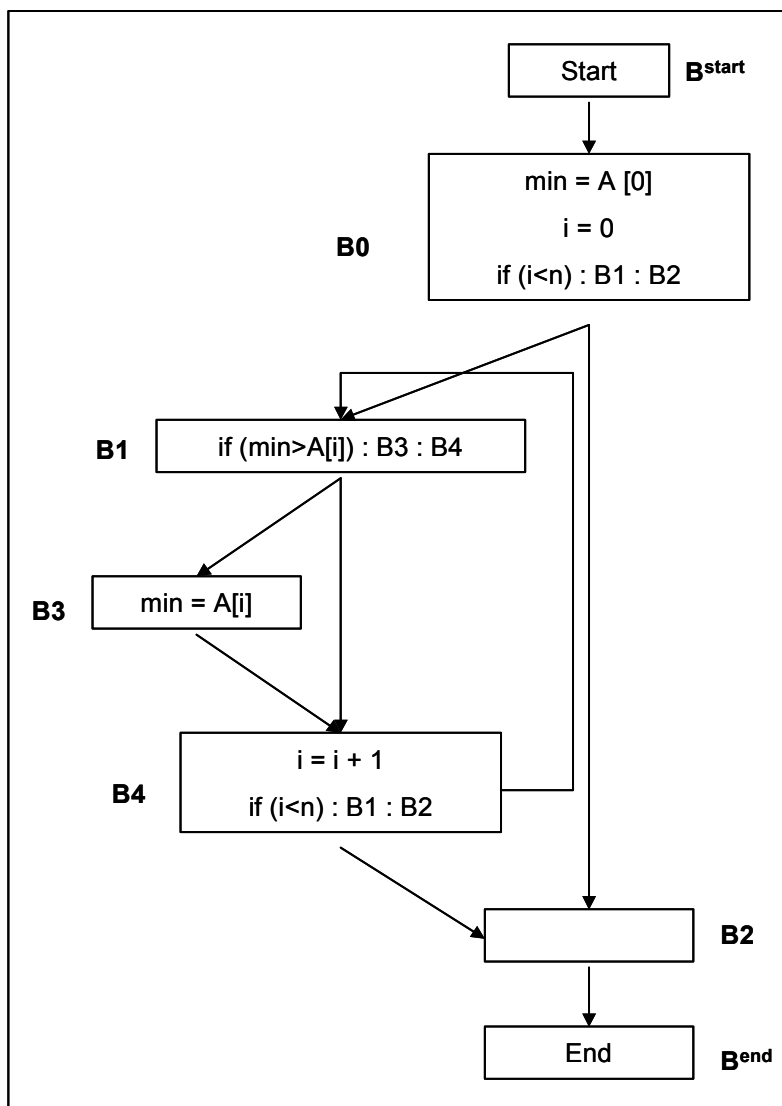 Start
B^start
min = A [0]
i = 0
if (i<n) : B1 : B2
B0
if (min>A[i]) : B3 : B4
B1
min = A[i]
B3
i = i + 1
if (i<n) : B1 : B2
B4
B2
End
B^end